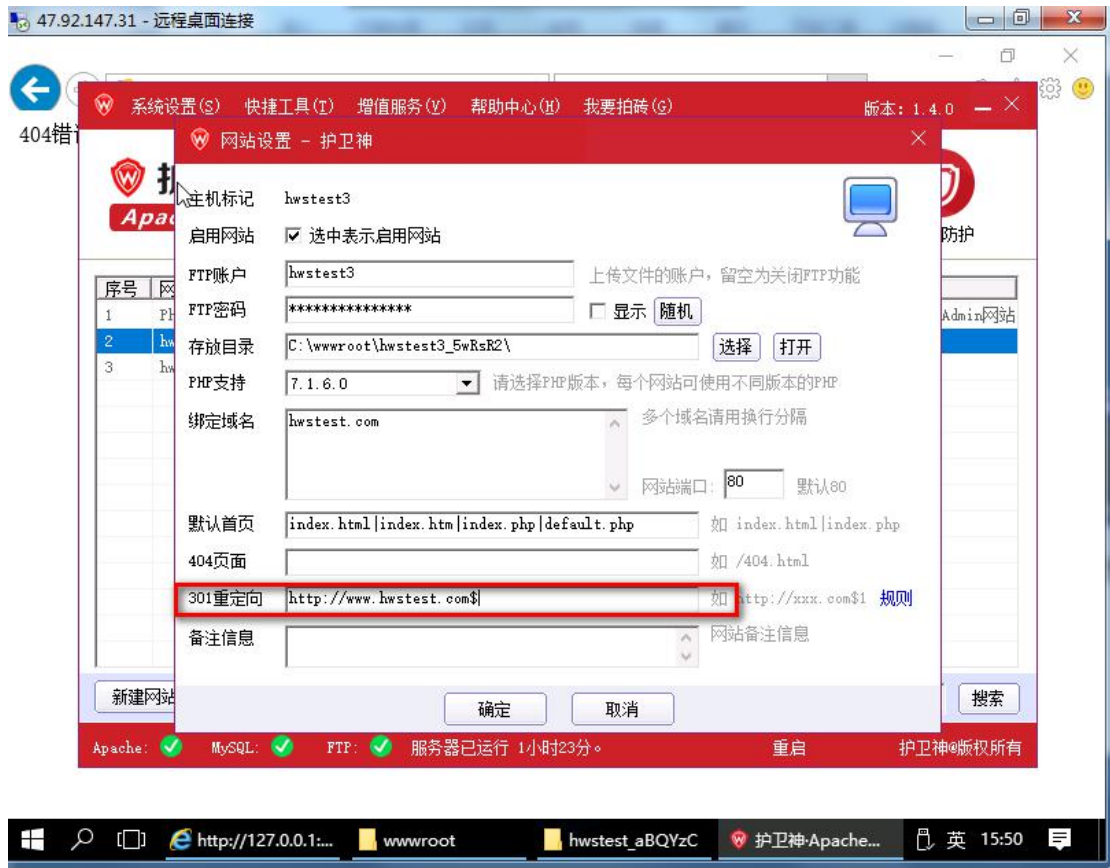 47.92.147.31 - 远程桌面连接
404错
系统设置(S) 快捷工具(T) 增值服务(V) 帮助中心(H) 我要拍砖(G) 版本: 1.4.0
网站设置 - 护卫神
护
Apa
防护
主机标记 hwstest3
启用网站 选中表示启用网站
FTP账户 hwstest3 上传文件的账户，留空为关闭FTP功能
FTP密码 *************** 显示 随机
存放目录 C:\wwwroot\hwstest3_5wRsR2\ 选择 打开
PHP支持 7.1.6.0 请选择PHP版本，每个网站可使用不同版本的PHP
绑定域名 hwstest.com 多个域名请用换行分隔
网站端口: 80 默认80
默认首页 index.html|index.htm|index.php|default.php 如 index.html|index.php
404页面 如 /404.html
301重定向 http://www.hwstest.com$ 如 http://xxx.com$1 规则
备注信息 网站备注信息
确定 取消
序号 网
1 Ph Admin网站
2 hw
3 hw
新建网站 搜索
Apache: MySQL: FTP: 服务器已运行 1小时23分。 重启 护卫神@版权所有
http://127.0.0.1:... wwwroot hwstest_aBQYzC 护卫神·Apache... 英 15:50